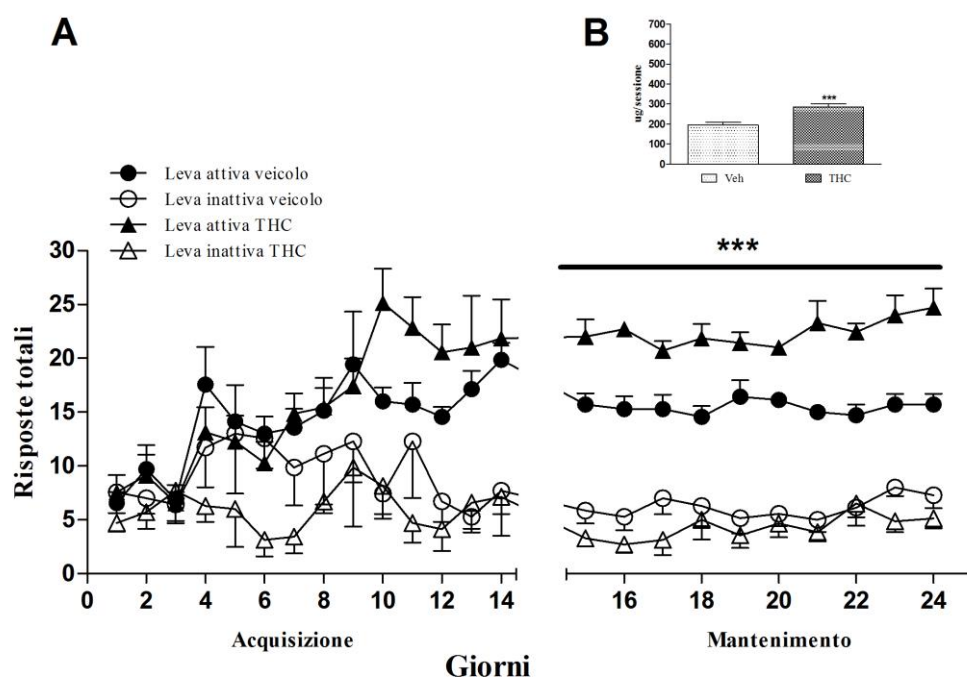 A
B
700
600
500
400
300
200
100
0
ug/sessione
***
Veh
THC
Leva attiva veicolo
Leva inattiva veicolo
Leva attiva THC
Leva inattiva THC
***
30
25
20
15
10
5
0
Risposte totali
0 2 4 6 8 10 12 14
16 18 20 22 24
Acquisizione
Mantenimento
Giorni